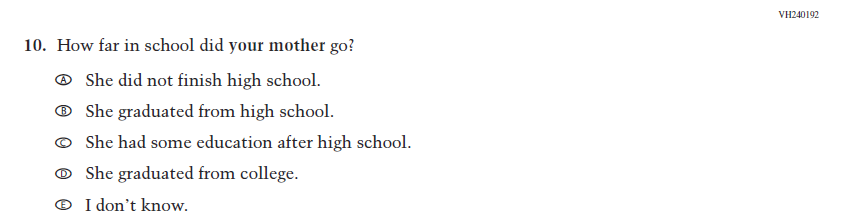 VH240192
10. How far in school did your mother go?
A She did not finish high school.
B She graduated from high school.
C She had some education after high school.
D She graduated from college.
E I don’t know.